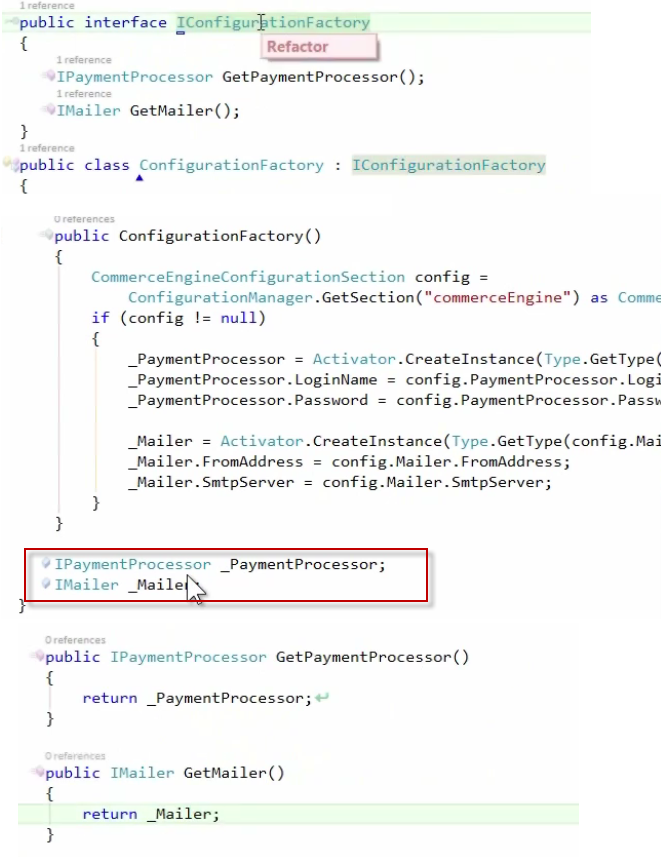 1 reference
public interface IConfigurationFactory
{
Refactor
1 reference
IPaymentProcessor GetPaymentProcessor();
1 reference
IMailer GetMailer();
}
1 reference
public class ConfigurationFactory : IConfigurationFactory
{
0 references
public ConfigurationFactory()
{
CommerceEngineConfigurationSection config =
ConfigurationManager.GetSection("commerceEngine") as Comme
if (config != null)
{
_PaymentProcessor = Activator.CreateInstance(Type.GetType(
_PaymentProcessor.LoginName = config.PaymentProcessor.Logi
_PaymentProcessor.Password = config.PaymentProcessor.Passw
_Mailer = Activator.CreateInstance(Type.GetType(config.Mai
_Mailer.FromAddress = config.Mailer.FromAddress;
_Mailer.SmtpServer = config.Mailer.SmtpServer;
}
}
IPaymentProcessor _PaymentProcessor;
IMailer _Mailer;
}
0 references
public IPaymentProcessor GetPaymentProcessor()
{
return _PaymentProcessor;
}
0 references
public IMailer GetMailer()
{
return _Mailer;
}